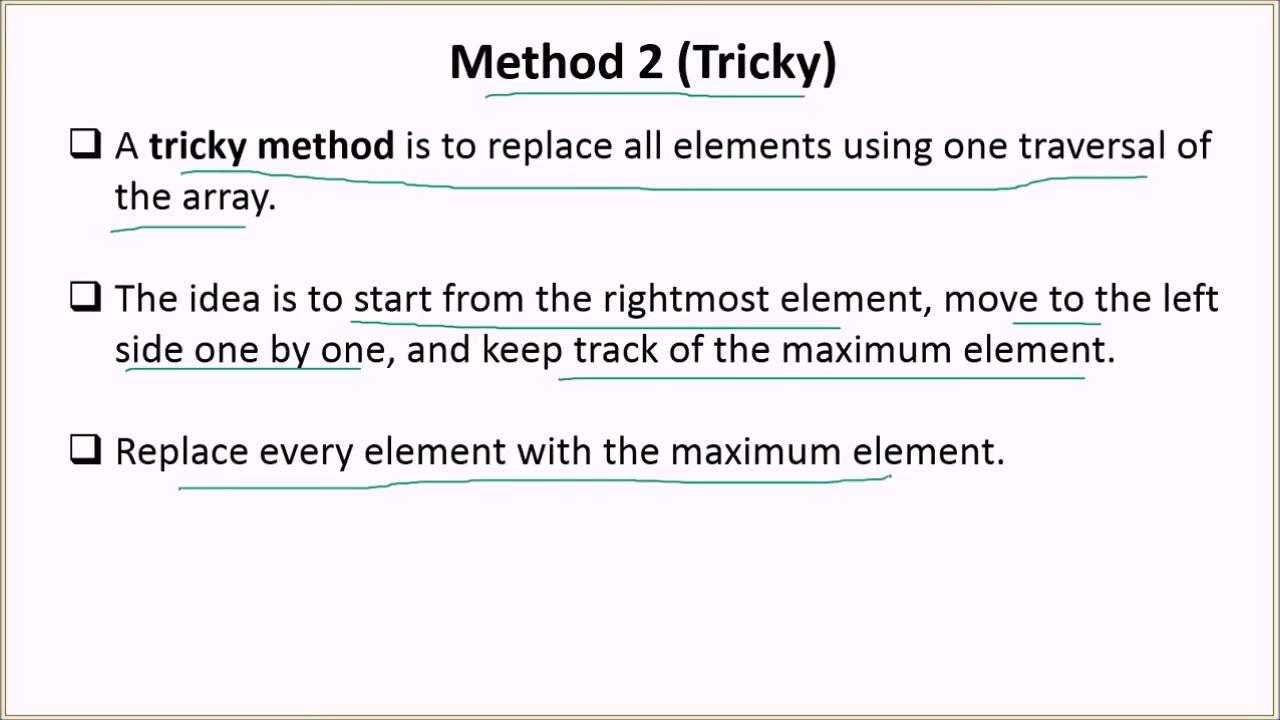 Method 2 (Tricky)
A tricky method is to replace all elements using one traversal of
the array.
The idea is to start from the rightmost element, move to the left
side one by one, and keep track of the maximum element.
Replace every element with the maximum element.